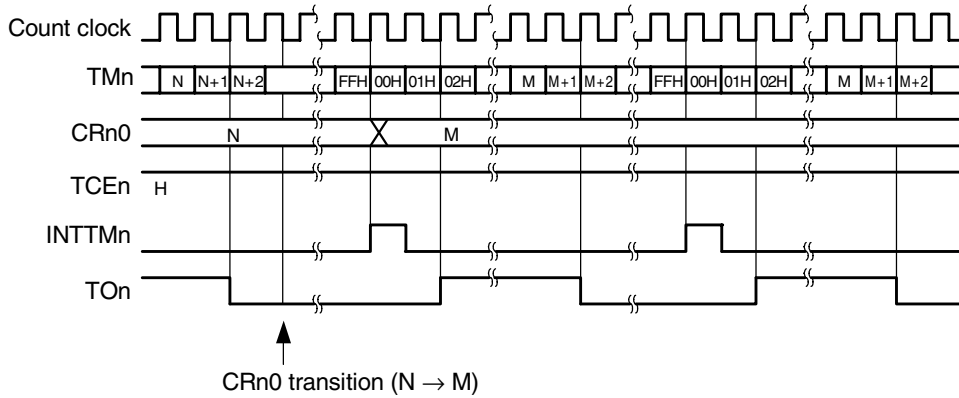 Count clock
TMn N N+1 N+2 FFH 00H 01H 02H M M+1 M+2 FFH 00H 01H 02H M M+1 M+2
CRn0 N M
TCEn H
INTTMn
TOn
CRn0 transition (N → M)